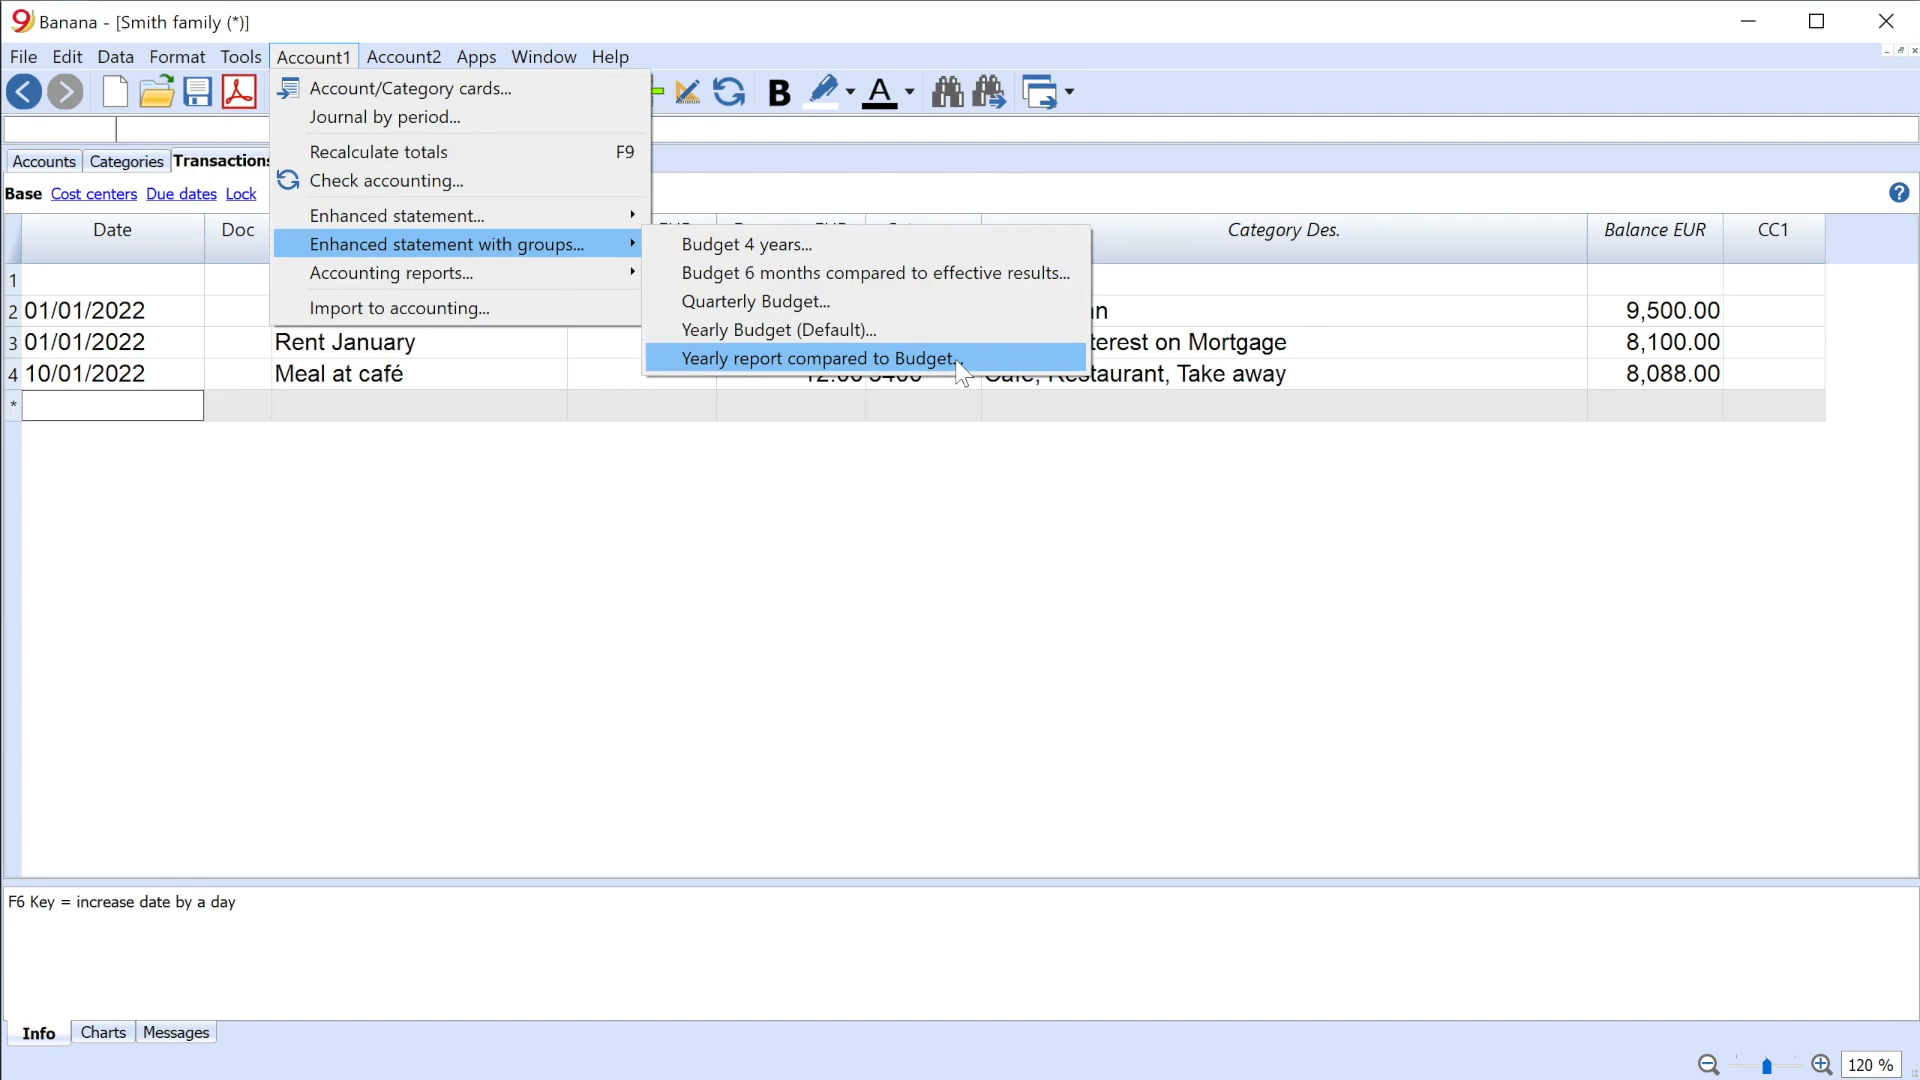 Banana - [Smith family (*)]
File Edit Data Format Tools Account1 Account2 Apps Window Help
Account/Category cards...
Journal by period...
Recalculate totals F9
Check accounting...
Enhanced statement...
Enhanced statement with groups...
Accounting reports...
Import to accounting...
Budget 4 years...
Budget 6 months compared to effective results...
Quarterly Budget...
Yearly Budget (Default)...
Yearly report compared to Budget...
B A
Accounts Categories Transactions
Base Cost centers Due dates Lock
Date Doc Category Des. Balance EUR CC1
1
2 01/01/2022 9,500.00
3 01/01/2022 Rent January terest on Mortgage 8,100.00
4 10/01/2022 Meal at café 12.00 3400 Café, Restaurant, Take away 8,088.00
*
F6 Key = increase date by a day
Info Charts Messages
120 %